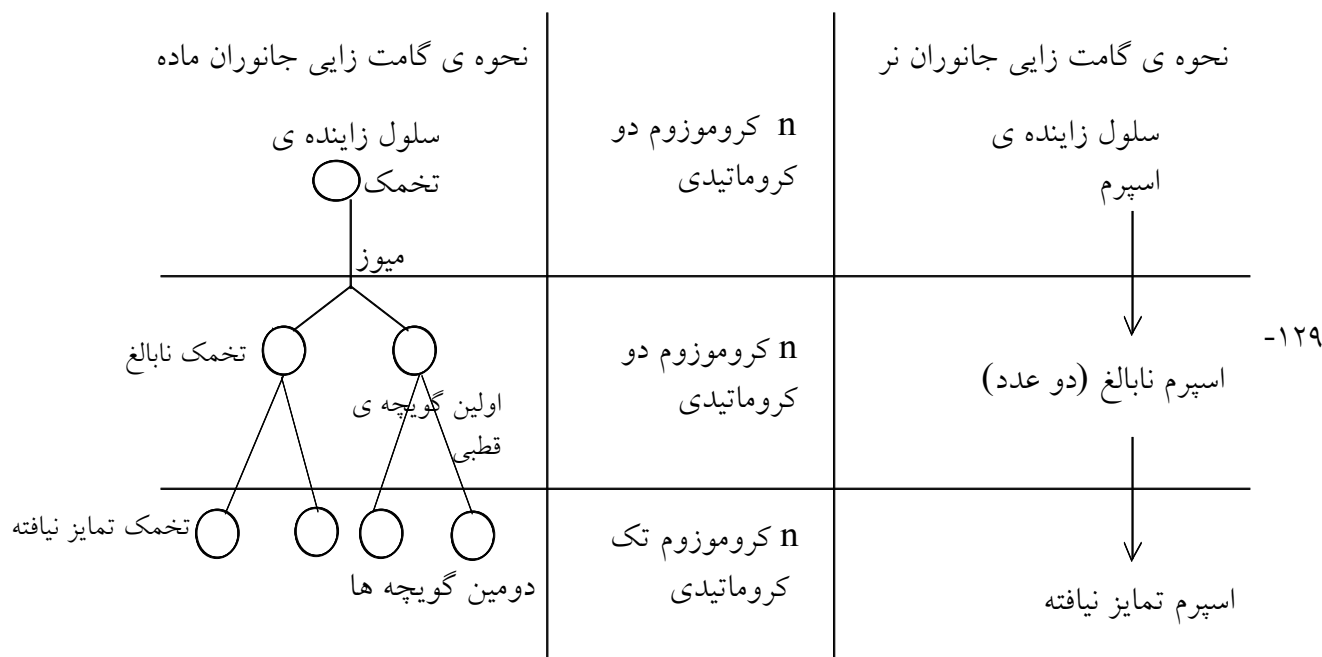 -۱۲۹
نحوه ی گامت زایی جانوران نر
نحوه ی گامت زایی جانوران ماده
سلول زاینده ی
اسپرم
n کروموزوم دو
کروماتیدی
سلول زاینده ی
تخمک
میوز
اسپرم نابالغ (دو عدد)
n کروموزوم دو
کروماتیدی
تخمک نابالغ
اولین گویچه ی
قطبی
اسپرم تمایز نیافته
n کروموزوم تک
کروماتیدی
تخمک تمایز نیافته
دومین گویچه ها